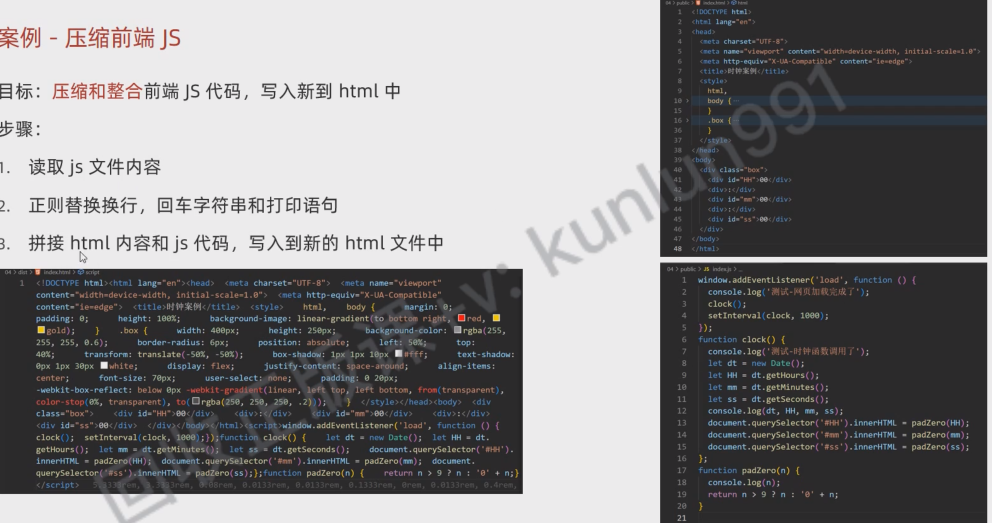 案例 - 压缩前端 JS
目标：压缩和整合前端 JS 代码，写入新到 html 中
步骤：
1. 读取 js 文件内容
2. 正则替换换行，回车字符串和打印语句
3. 拼接 html 内容和 js 代码，写入到新的 html 文件中
04 > dist > index.html > script
1 <!DOCTYPE html><html lang="en"><head> <meta charset="UTF-8"> <meta name="viewport"
content="width=device-width, initial-scale=1.0"> <meta http-equiv="X-UA-Compatible"
content="ie=edge"> <title>时钟案例</title> <style> html, body { margin: 0;
padding: 0; height: 100%; background-image: linear-gradient(to bottom right, red,
gold); } .box { width: 400px; height: 250px; background-color: rgba(255,
255, 255, 0.6); border-radius: 6px; position: absolute; left: 50%; top:
40%; transform: translate(-50%, -50%); box-shadow: 1px 1px 10px #fff; text-shadow:
0px 1px 30px white; display: flex; justify-content: space-around; align-items:
center; font-size: 70px; user-select: none; padding: 0 20px;
-webkit-box-reflect: below 0px -webkit-gradient(linear, left top, left bottom, from(transparent),
color-stop(0%, transparent), to(rgba(250, 250, 250, .2))); } </style></head><body> <div
class="box"> <div id="HH">00</div> <div>:</div> <div id="mm">00</div> <div>:</div>
<div id="ss">00</div> </div></body></html><script>window.addEventListener('load', function () {
clock(); setInterval(clock, 1000);});function clock() { let dt = new Date(); let HH = dt.
getHours(); let mm = dt.getMinutes(); let ss = dt.getSeconds(); document.querySelector('#HH').
innerHTML = padZero(HH); document.querySelector('#mm').innerHTML = padZero(mm); document.
querySelector('#ss').innerHTML = padZero(ss);};function padZero(n) { return n > 9 ? n : '0' + n;}
</script>
04 > public > index.html > html
1 <!DOCTYPE html>
2 <html lang="en">
3 <head>
4 <meta charset="UTF-8">
5 <meta name="viewport" content="width=device-width, initial-scale=1.0">
6 <meta http-equiv="X-UA-Compatible" content="ie=edge">
7 <title>时钟案例</title>
8 <style>
9 html,
10 body {
15 }
16 .box {
36 }
37 </style>
38 </head>
39 <body>
40 <div class="box">
41 <div id="HH">00</div>
42 <div>:</div>
43 <div id="mm">00</div>
44 <div>:</div>
45 <div id="ss">00</div>
46 </div>
47 </body>
48 </html>
04 > public > JS index.js > ...
1 window.addEventListener('load', function () {
2 console.log('测试-网页加载完成了');
3 clock();
4 setInterval(clock, 1000);
5 });
6 function clock() {
7 console.log('测试-时钟函数调用了');
8 let dt = new Date();
9 let HH = dt.getHours();
10 let mm = dt.getMinutes();
11 let ss = dt.getSeconds();
12 console.log(dt, HH, mm, ss);
13 document.querySelector('#HH').innerHTML = padZero(HH);
14 document.querySelector('#mm').innerHTML = padZero(mm);
15 document.querySelector('#ss').innerHTML = padZero(ss);
16 };
17 function padZero(n) {
18 console.log(n);
19 return n > 9 ? n : '0' + n;
20 }
21
v: kunlun991